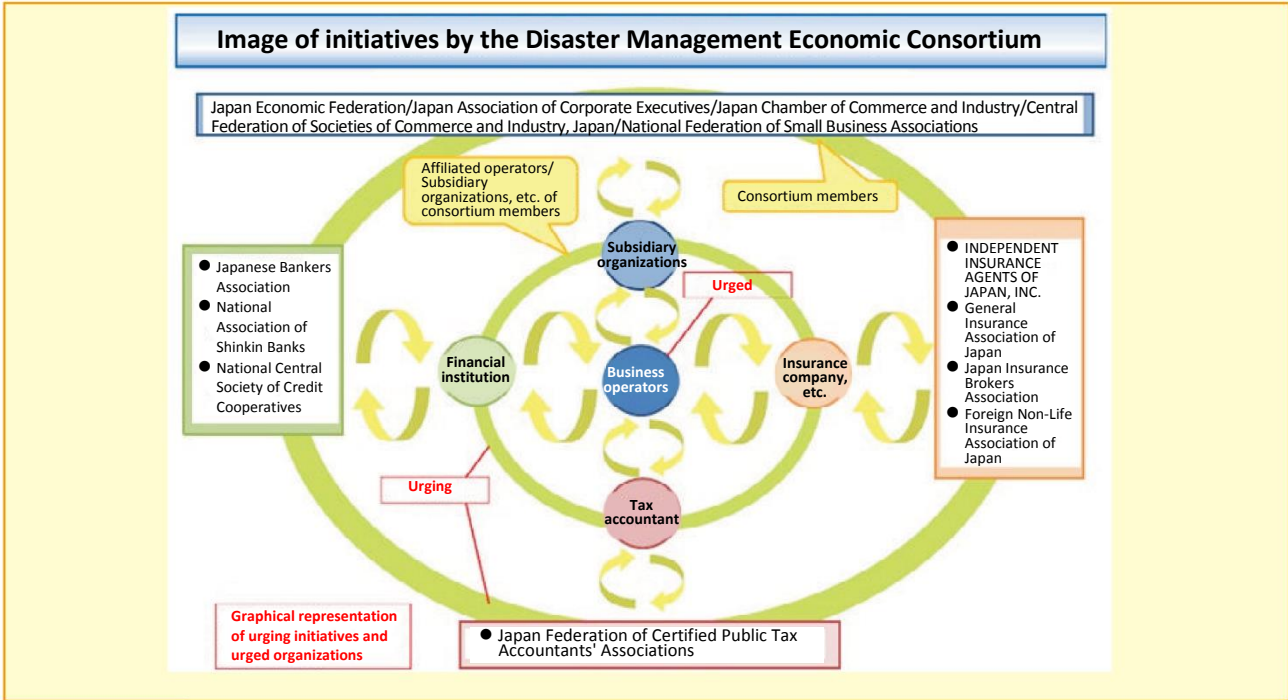 Image of initiatives by the Disaster Management Economic Consortium
Japan Economic Federation/Japan Association of Corporate Executives/Japan Chamber of Commerce and Industry/Central
Federation of Societies of Commerce and Industry, Japan/National Federation of Small Business Associations
Affiliated operators/
Subsidiary
organizations, etc. of
consortium members
Consortium members
● Japanese Bankers
Association
● National
Association of
Shinkin Banks
● National Central
Society of Credit
Cooperatives
Subsidiary
organizations
Urged
Financial
institution
Business
operators
Insurance
company,
etc.
● INDEPENDENT
INSURANCE
AGENTS OF
JAPAN, INC.
● General
Insurance
Association of
Japan
● Japan Insurance
Brokers
Association
● Foreign Non-Life
Insurance
Association of
Japan
Urging
Tax
accountant
Graphical representation
of urging initiatives and
urged organizations
● Japan Federation of Certified Public Tax
Accountants' Associations